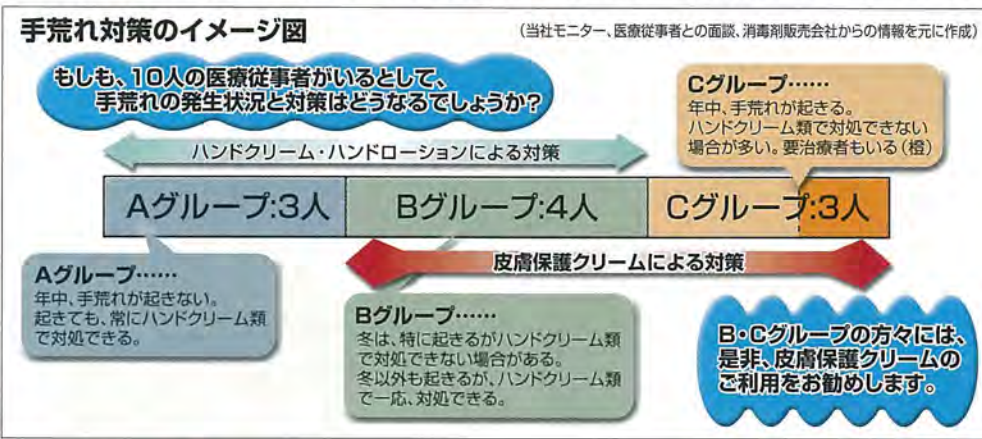 手荒れ対策のイメージ図
(当社モニター、医療従事者との面談、消毒剤販売会社からの情報を元に作成)
もしも、10人の医療従事者がいるとして、
手荒れの発生状況と対策はどうなるでしょうか?
Cグループ……
年中、手荒れが起きる。
ハンドクリーム類で対処できない
場合が多い。要治療者もいる(橙)
ハンドクリーム・ハンドローションによる対策
Aグループ:3人
Bグループ:4人
Cグループ:3人
皮膚保護クリームによる対策
Aグループ……
年中、手荒れが起きない。
起きても、常にハンドクリーム類
で対処できる。
Bグループ……
冬は、特に起きるがハンドクリーム類
で対処できない場合がある。
冬以外も起きるが、ハンドクリーム類
で一応、対処できる。
B・Cグループの方々には、
是非、皮膚保護クリームの
ご利用をお勧めします。